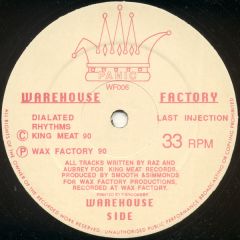 PANIC
WF006
WAREHOUSE FACTORY
DIALATED
RHYTHMS
LAST INJECTION
© KING MEAT 90
33 RPM
Ⓟ WAX FACTORY 90
ALL TRACKS WRITTEN BY RAZ AND
AUBREY FOR KING MEAT RECORDS.
PRODUCED BY SMOOTH & SIMMONDS
FOR WAX FACTORY PRODUCTIONS,
RECORDED AT WAX FACTORY.
WAREHOUSE
SIDE